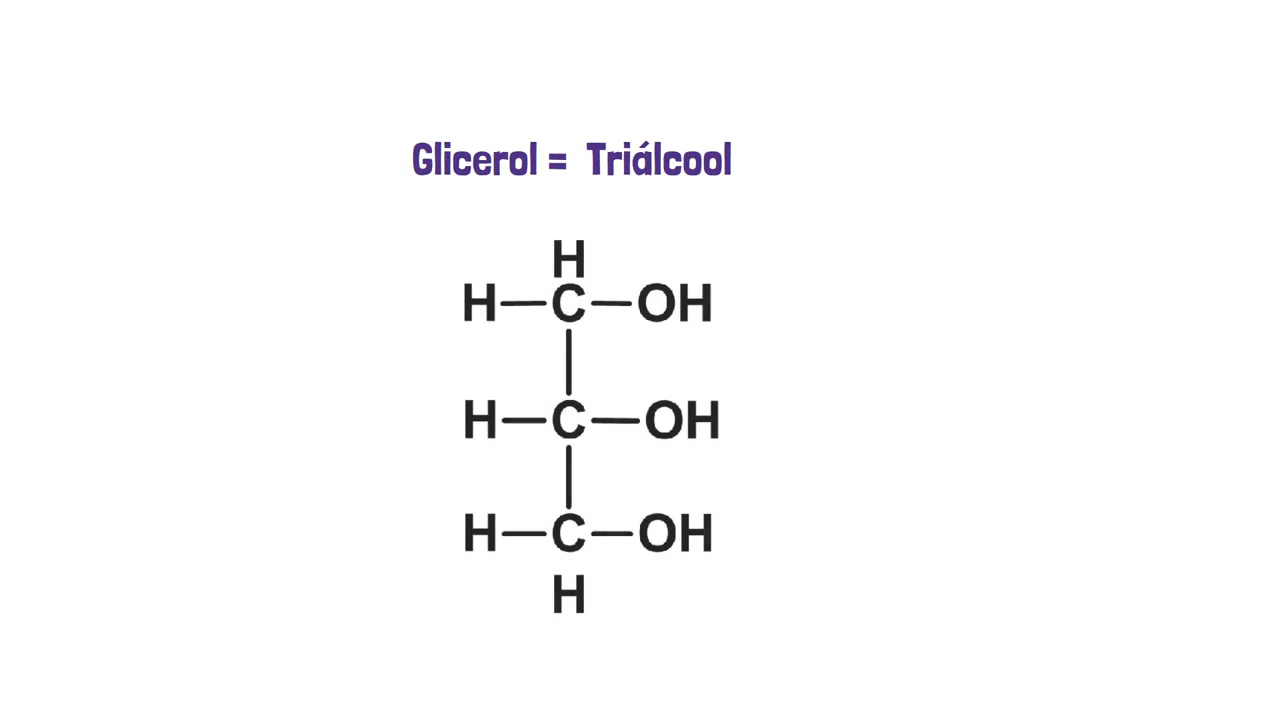 Glicerol = Triálcool
H
H—C—OH
H—C—OH
H—C—OH
H